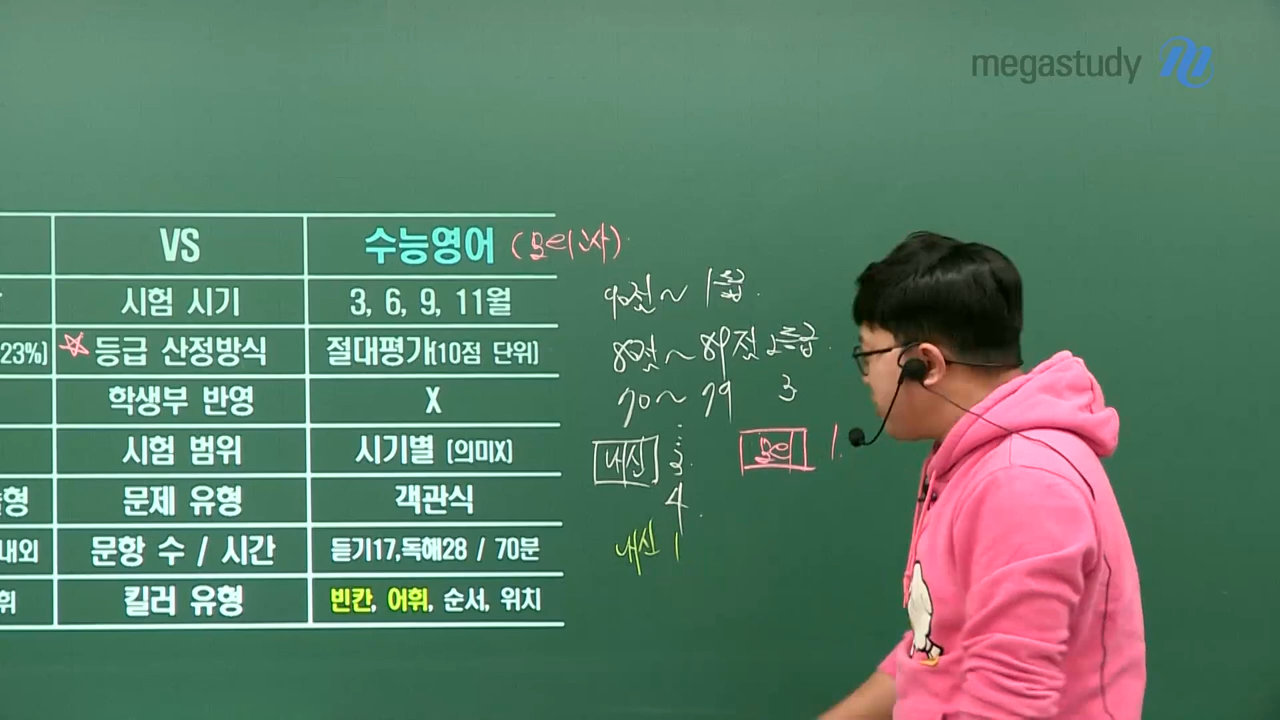 megastudy
VS
수능영어 (모의고사)
시험 시기
3, 6, 9, 11월
23%)
등급 산정방식
절대평가(10점 단위)
학생부 반영
X
시험 범위
시기별 (의미X)
형
문제 유형
객관식
내외
문항 수 / 시간
듣기17,독해28 / 70분
휘
킬러 유형
빈칸, 어휘, 순서, 위치
90점~ 1등급.
80점~89점 2등급.
70~79 3
내신
3.
4.
모의 1.
내신 1